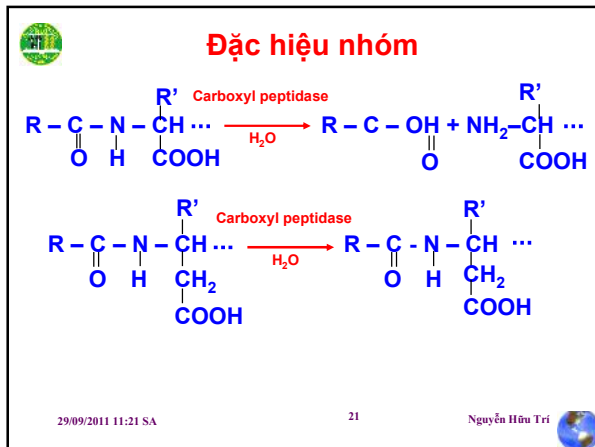 Đặc hiệu nhóm
R'
Carboxyl peptidase
R'
R – C – N – CH ... H₂O R – C – OH + NH₂ – CH ...
O H COOH O COOH
R'
Carboxyl peptidase
R'
R – C – N – CH ... H₂O R – C - N – CH ...
O H CH₂ O H CH₂
COOH COOH
29/09/2011 11:21 SA 21 Nguyễn Hữu Trí